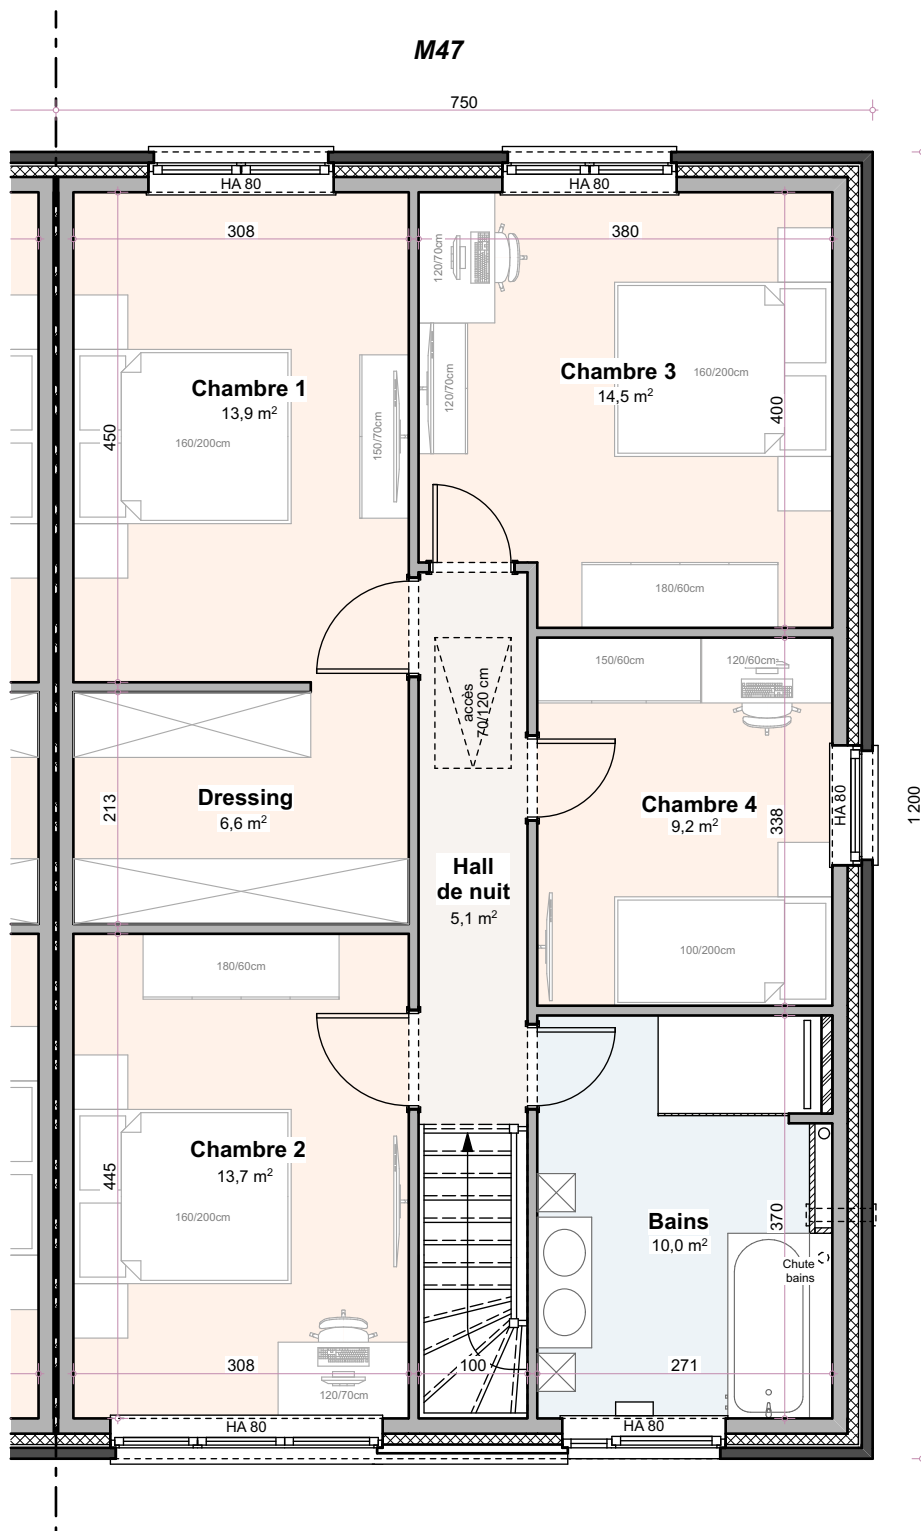 M47
750
HA 80
HA 80
308
380
120/70cm
Chambre 1
13,9 m²
160/200cm
450
150/70cm
120/70cm
Chambre 3
14,5 m²
160/200cm
400
180/60cm
accès
70/120 cm
150/60cm
120/60cm
Dressing
6,6 m²
213
Chambre 4
9,2 m²
338
HA 80
1 200
Hall
de nuit
5,1 m²
100/200cm
180/60cm
Chambre 2
13,7 m²
445
160/200cm
Bains
10,0 m²
370
Chute
bains
308
100
271
120/70cm
HA 80
HA 80